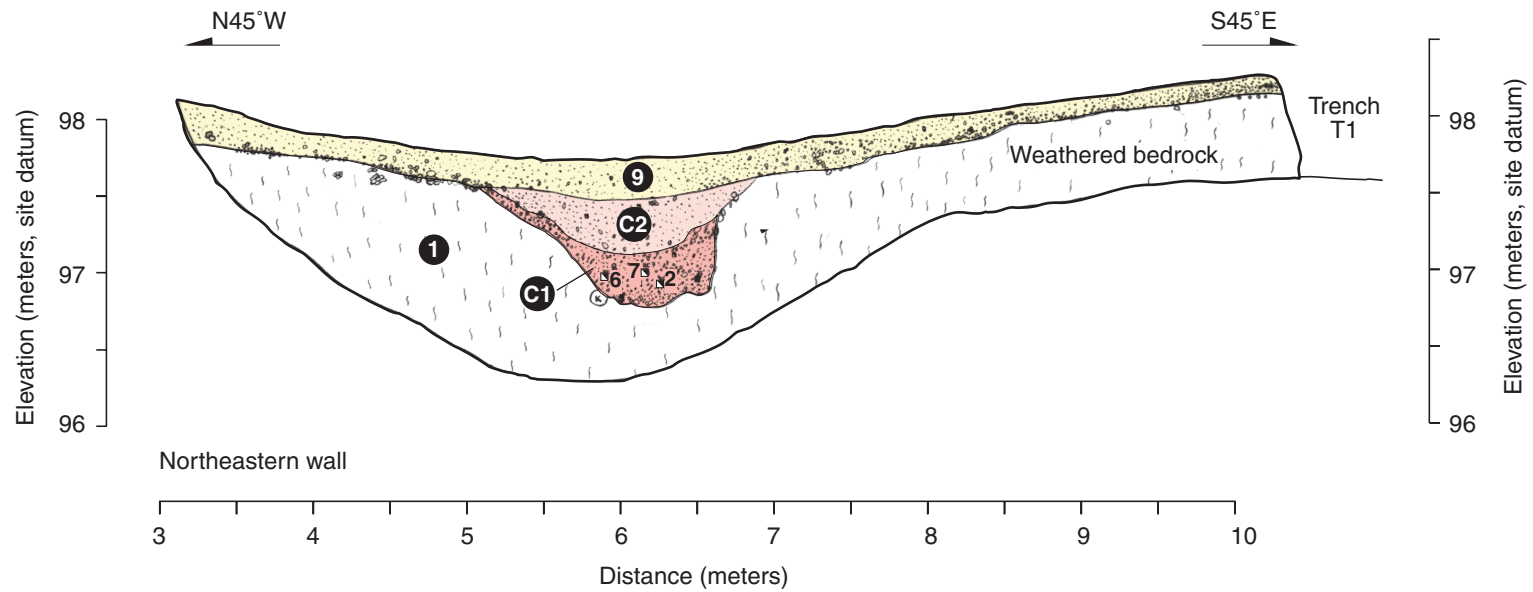 N45°W
S45°E
Elevation (meters, site datum)
98
97
96
Trench
T1
Weathered bedrock
9
C2
1
C1
6
7
2
K
98
97
96
Elevation (meters, site datum)
Northeastern wall
3 4 5 6 7 8 9 10
Distance (meters)